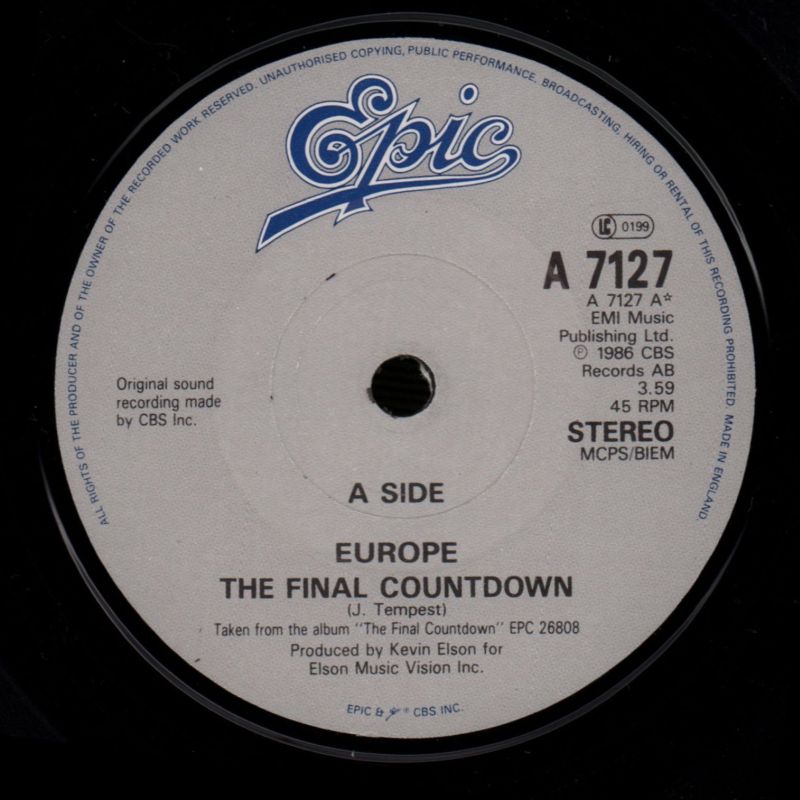 ALL RIGHTS OF THE PRODUCER AND OF THE OWNER OF THE RECORDED WORK RESERVED. UNAUTHORISED COPYING, PUBLIC PERFORMANCE, BROADCASTING, HIRING OR RENTAL OF THIS RECORDING PROHIBITED. MADE IN ENGLAND.
Epic
LC 0199
A 7127
A 7127 A☆
EMI Music
Publishing Ltd.
℗ 1986 CBS
Records AB
3.59
45 RPM
STEREO
MCPS/BIEM
Original sound
recording made
by CBS Inc.
A SIDE
EUROPE
THE FINAL COUNTDOWN
(J. Tempest)
Taken from the album "The Final Countdown" EPC 26808
Produced by Kevin Elson for
Elson Music Vision Inc.
EPIC & Epic ® CBS INC.